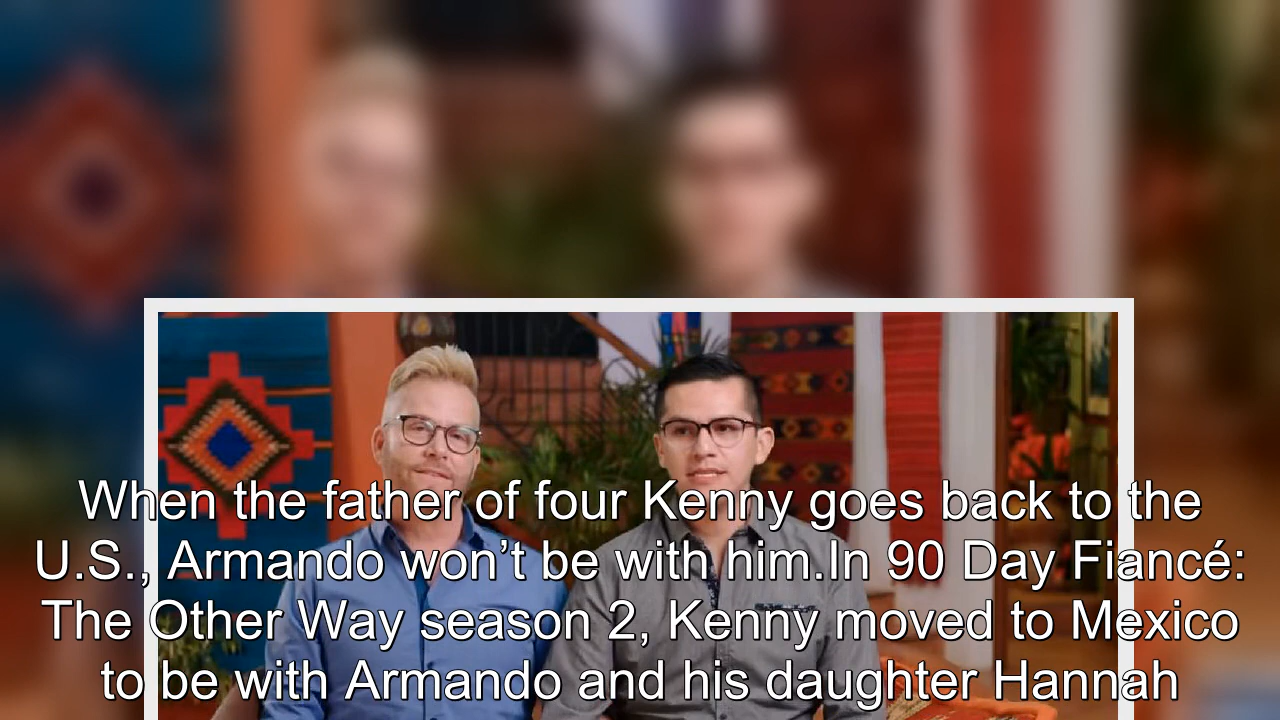 When the father of four Kenny goes back to the
U.S., Armando won’t be with him.In 90 Day Fiancé:
The Other Way season 2, Kenny moved to Mexico
to be with Armando and his daughter Hannah